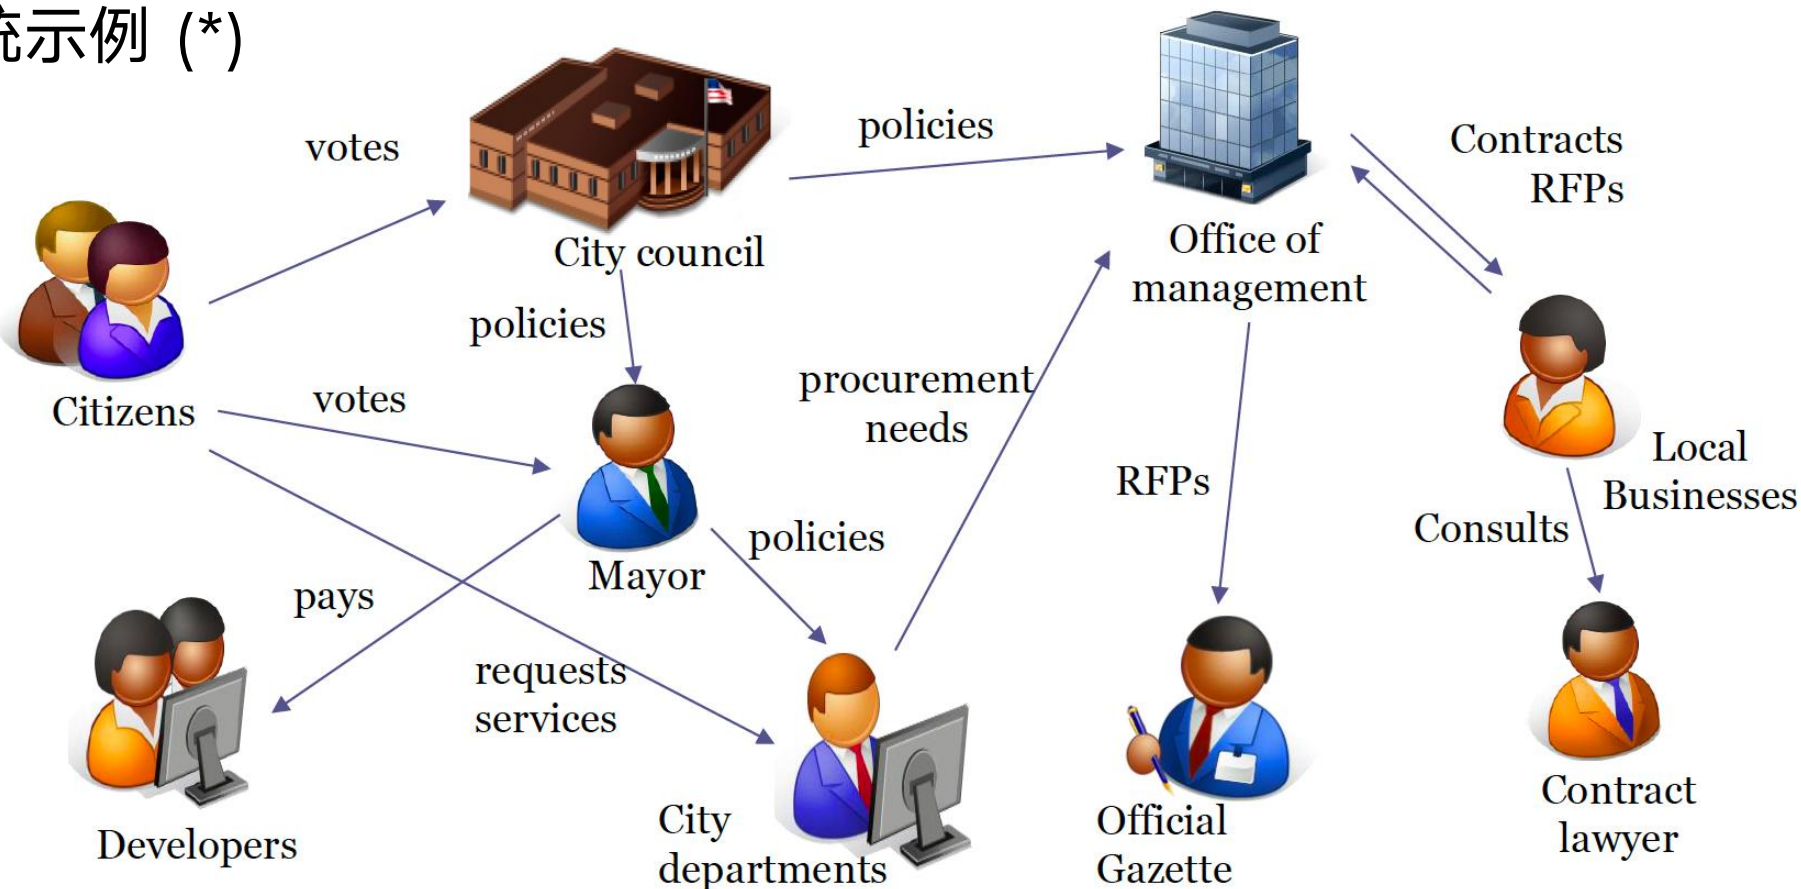 统示例 (*)
votes
policies
Contracts
RFPs
City council
Office of
management
policies
Citizens
votes
procurement
needs
Local
Businesses
RFPs
Consults
policies
Mayor
pays
requests
services
City
departments
Developers
Official
Gazette
Contract
lawyer